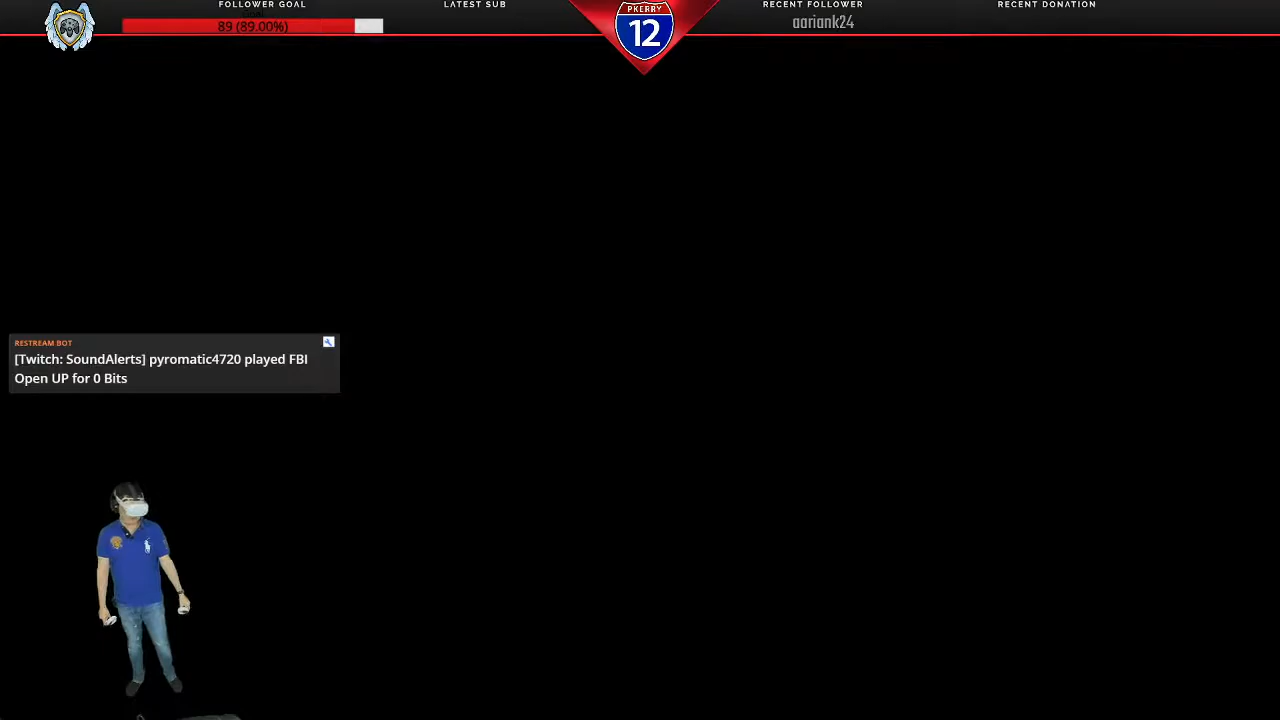 FOLLOWER GOAL
89 (89.00%)
LATEST SUB
PKERRY
12
RECENT FOLLOWER
aariank24
RECENT DONATION
RESTREAM BOT
[Twitch: SoundAlerts] pyromatic4720 played FBI
Open UP for 0 Bits